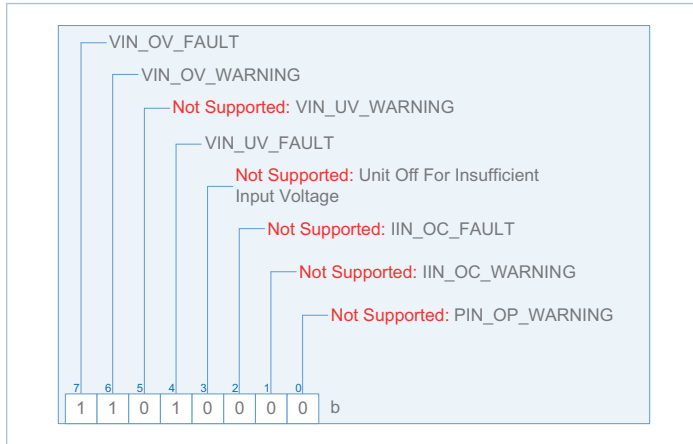 VIN_OV_FAULT
VIN_OV_WARNING
Not Supported: VIN_UV_WARNING
VIN_UV_FAULT
Not Supported: Unit Off For Insufficient
Input Voltage
Not Supported: IIN_OC_FAULT
Not Supported: IIN_OC_WARNING
Not Supported: PIN_OP_WARNING
7 6 5 4 3 2 1 0
1 1 0 1 0 0 0 0 b